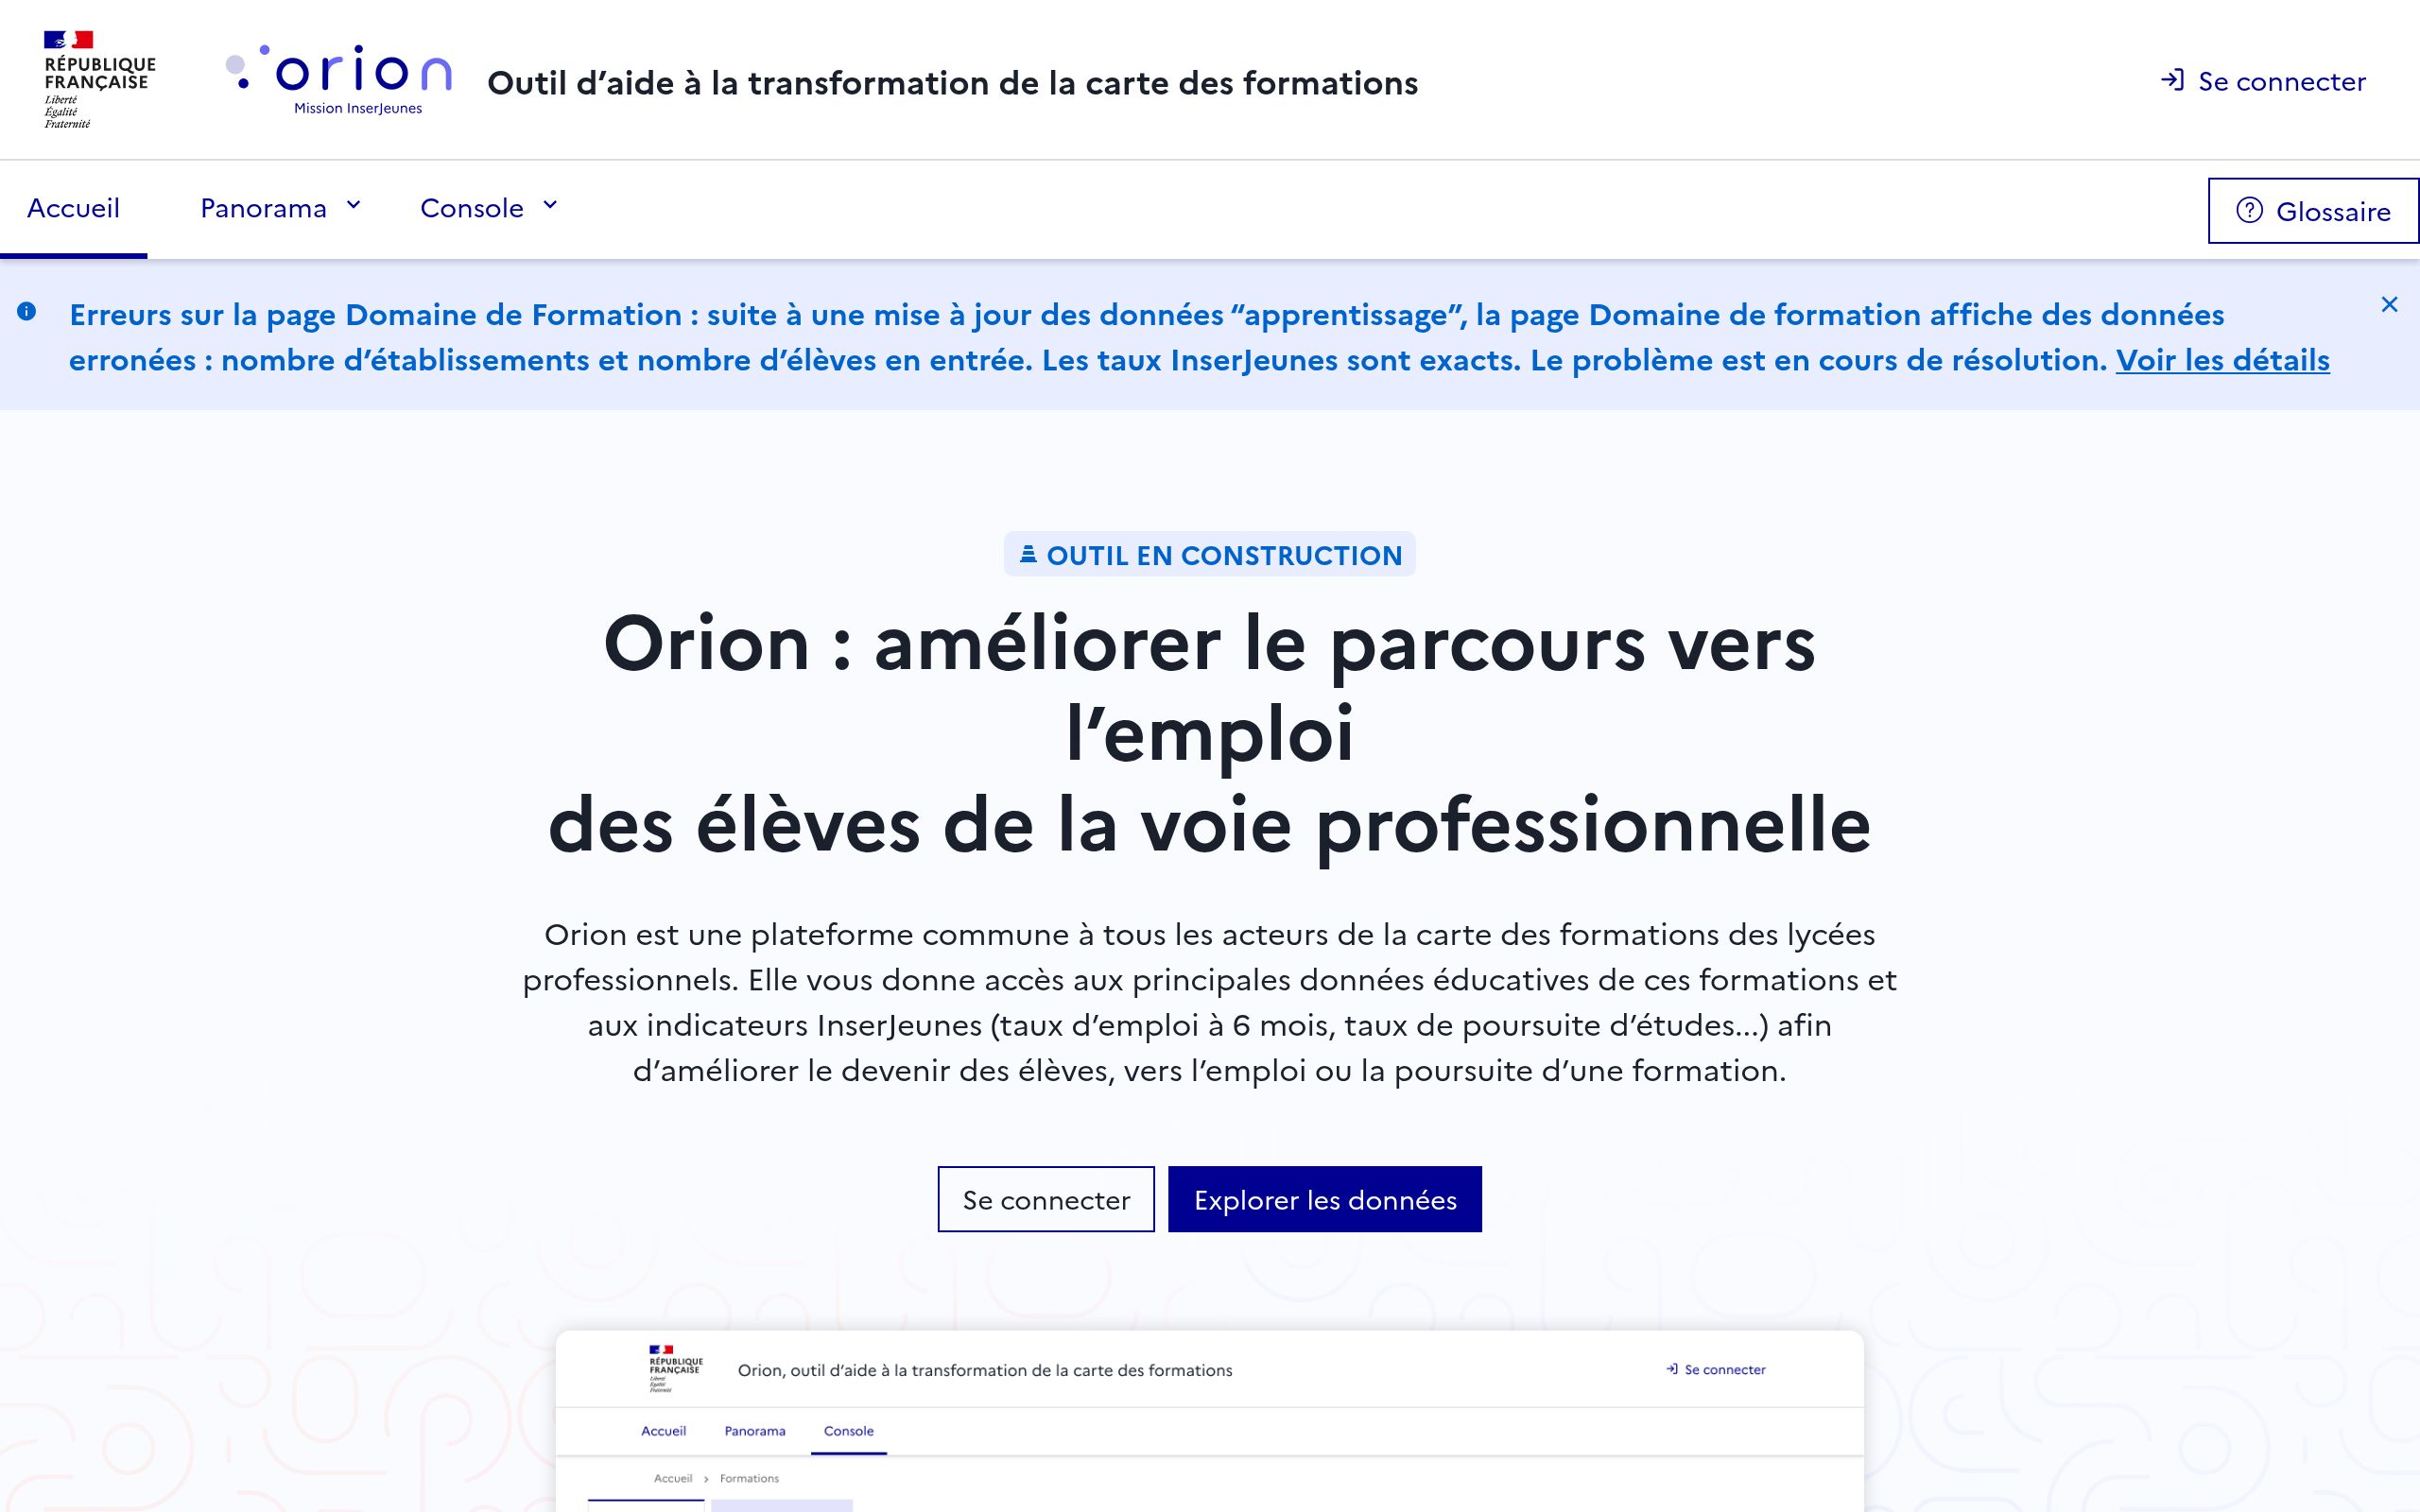 RÉPUBLIQUE
FRANÇAISE
Liberté
Égalité
Fraternité
orion
Mission InserJeunes
Outil d’aide à la transformation de la carte des formations
Se connecter
Accueil
Panorama
Console
Glossaire
Erreurs sur la page Domaine de Formation : suite à une mise à jour des données “apprentissage”, la page Domaine de formation affiche des données
erronées : nombre d’établissements et nombre d’élèves en entrée. Les taux InserJeunes sont exacts. Le problème est en cours de résolution. Voir les détails
OUTIL EN CONSTRUCTION
Orion : améliorer le parcours vers
l’emploi
des élèves de la voie professionnelle
Orion est une plateforme commune à tous les acteurs de la carte des formations des lycées
professionnels. Elle vous donne accès aux principales données éducatives de ces formations et
aux indicateurs InserJeunes (taux d’emploi à 6 mois, taux de poursuite d’études...) afin
d’améliorer le devenir des élèves, vers l’emploi ou la poursuite d’une formation.
Se connecter
Explorer les données
RÉPUBLIQUE
FRANÇAISE
Liberté
Égalité
Fraternité
Orion, outil d’aide à la transformation de la carte des formations
Se connecter
Accueil
Panorama
Console
Accueil > Formations